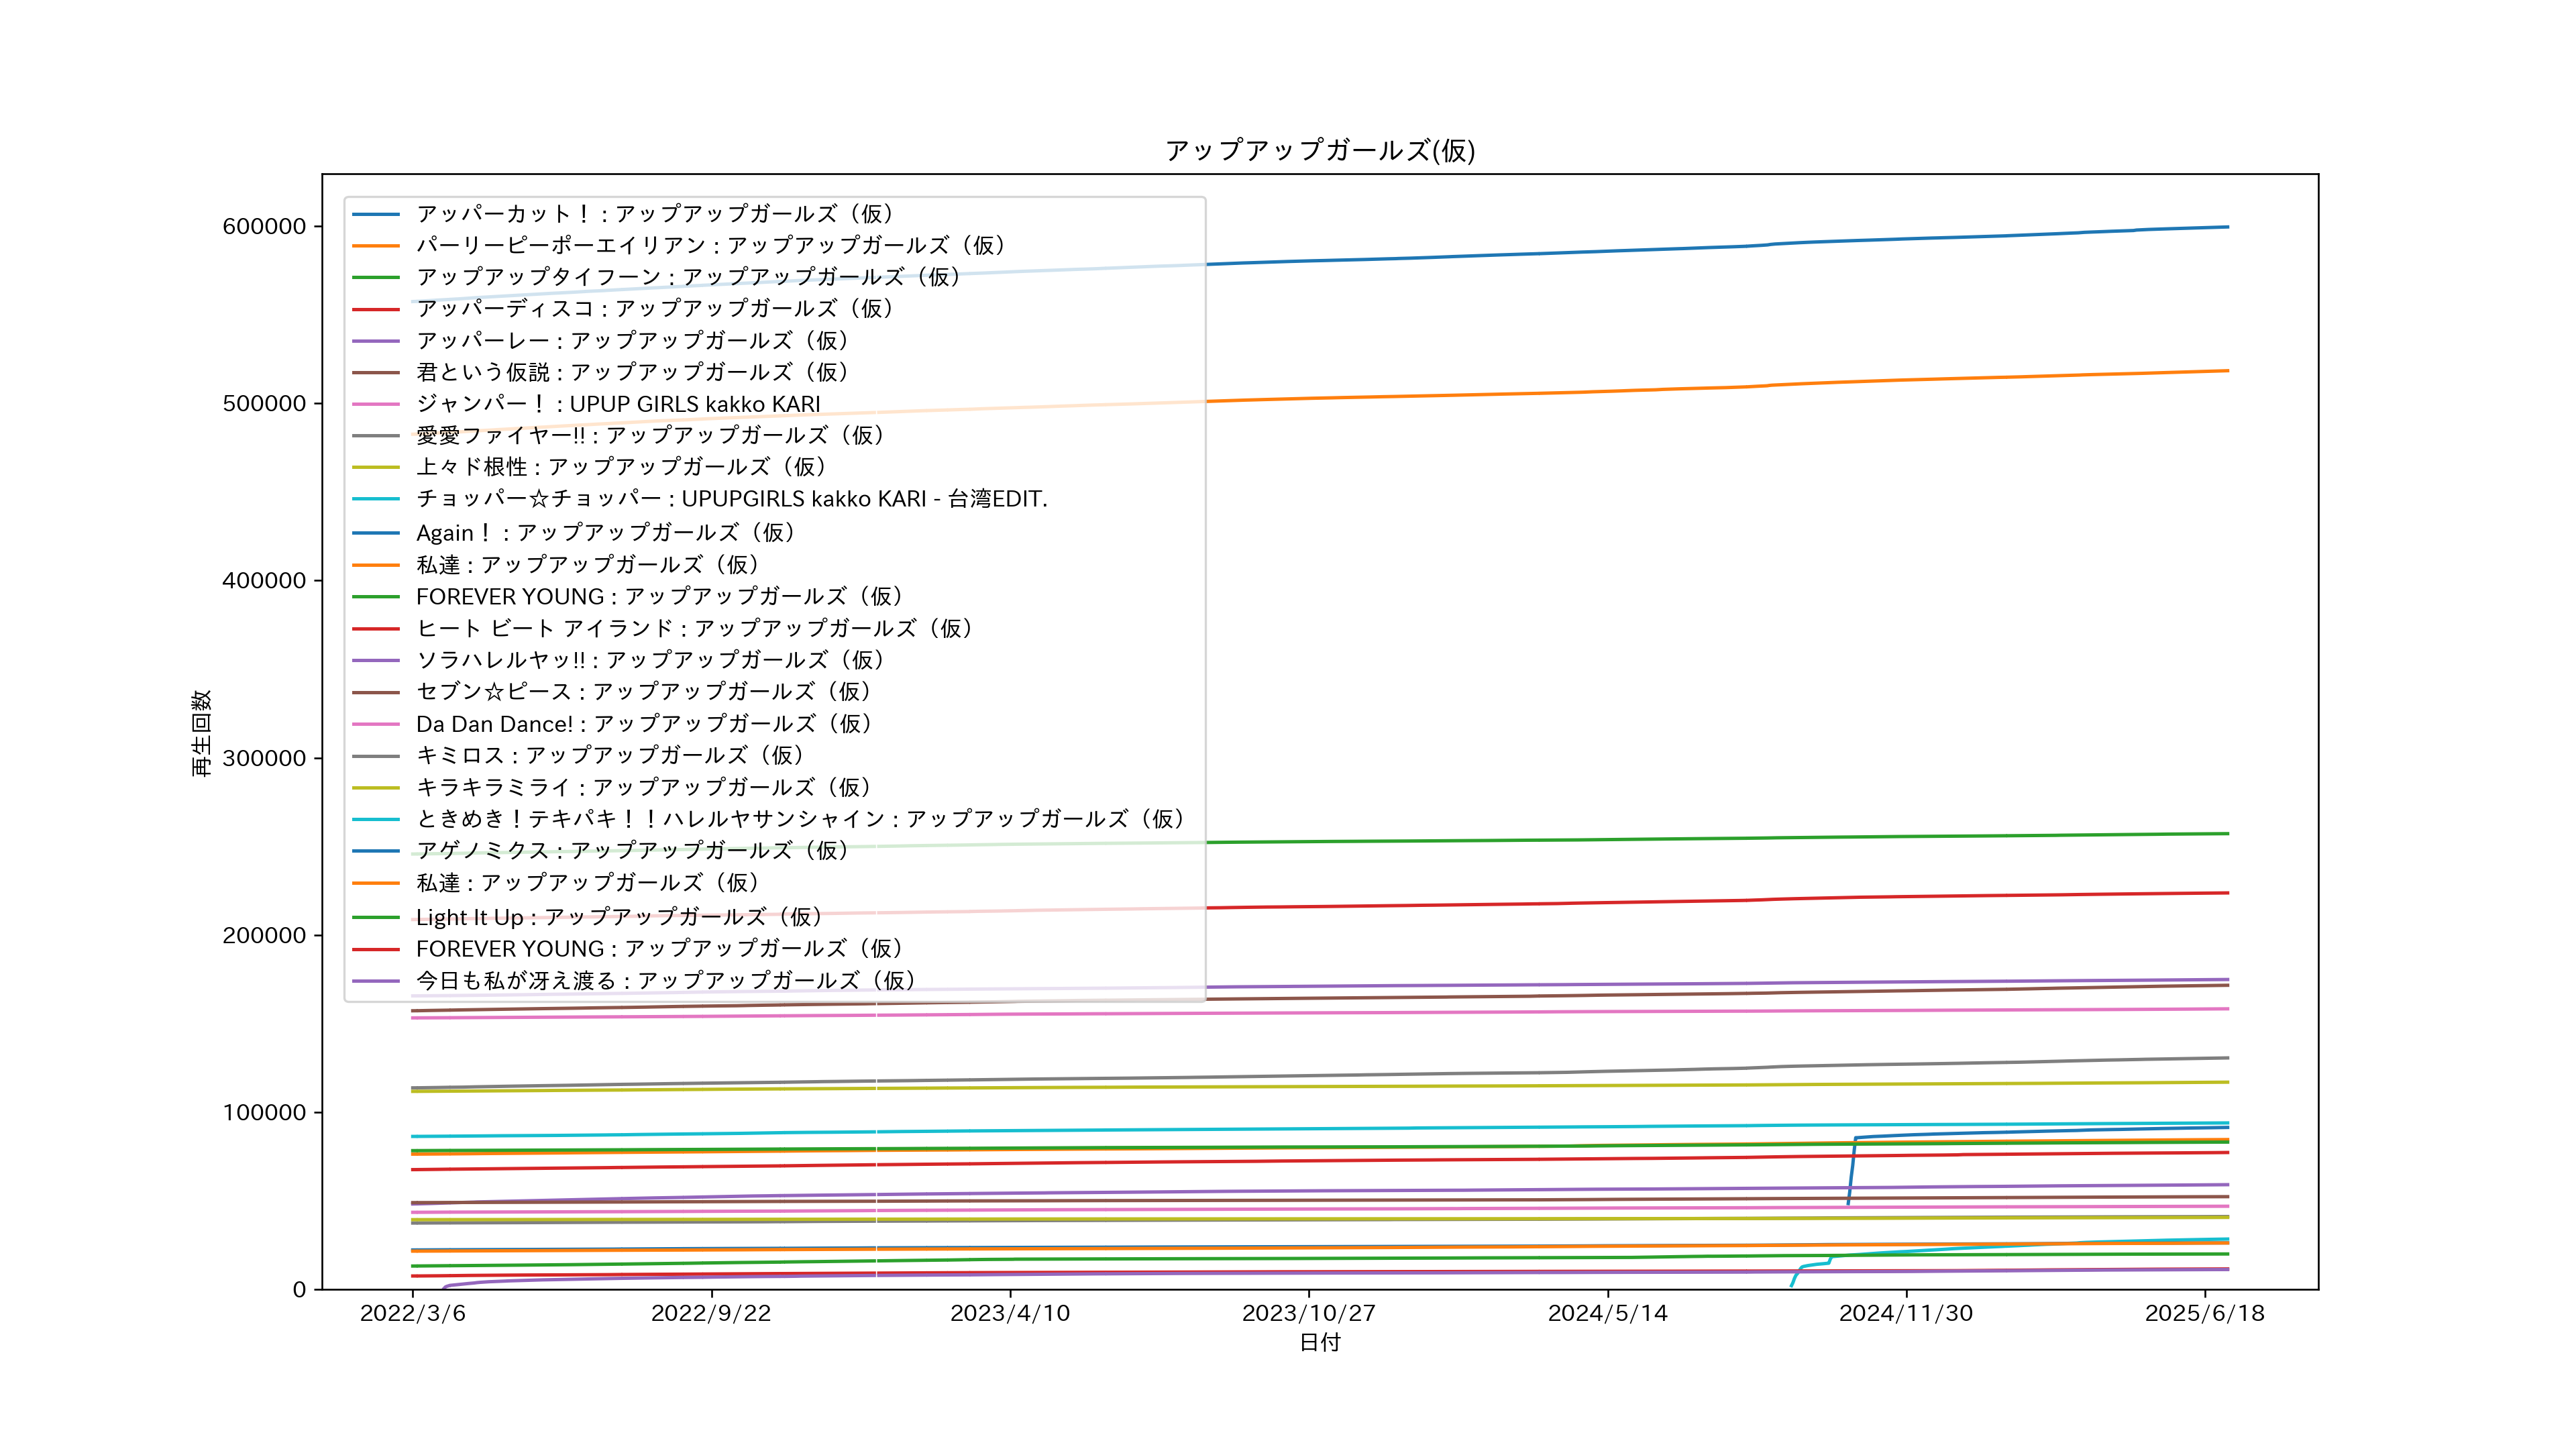 アップアップガールズ(仮)
アッパーカット！ : アップアップガールズ（仮）
パーリーピーポーエイリアン : アップアップガールズ（仮）
アップアップタイフーン : アップアップガールズ（仮）
アッパーディスコ : アップアップガールズ（仮）
アッパーレー : アップアップガールズ（仮）
君という仮説 : アップアップガールズ（仮）
ジャンパー！ : UPUP GIRLS kakko KARI
愛愛ファイヤー!! : アップアップガールズ（仮）
上々ド根性 : アップアップガールズ（仮）
チョッパー☆チョッパー : UPUPGIRLS kakko KARI - 台湾EDIT.
Again！ : アップアップガールズ（仮）
私達 : アップアップガールズ（仮）
FOREVER YOUNG : アップアップガールズ（仮）
ヒート ビート アイランド : アップアップガールズ（仮）
ソラハレルヤッ!! : アップアップガールズ（仮）
セブン☆ピース : アップアップガールズ（仮）
Da Dan Dance! : アップアップガールズ（仮）
キミロス : アップアップガールズ（仮）
キラキラミライ : アップアップガールズ（仮）
ときめき！テキパキ！！ハレルヤサンシャイン : アップアップガールズ（仮）
アゲノミクス : アップアップガールズ（仮）
私達 : アップアップガールズ（仮）
Light It Up : アップアップガールズ（仮）
FOREVER YOUNG : アップアップガールズ（仮）
今日も私が冴え渡る : アップアップガールズ（仮）
600000
500000
400000
300000
200000
100000
0
再生回数
2022/3/6 2022/9/22 2023/4/10 2023/10/27 2024/5/14 2024/11/30 2025/6/18
日付